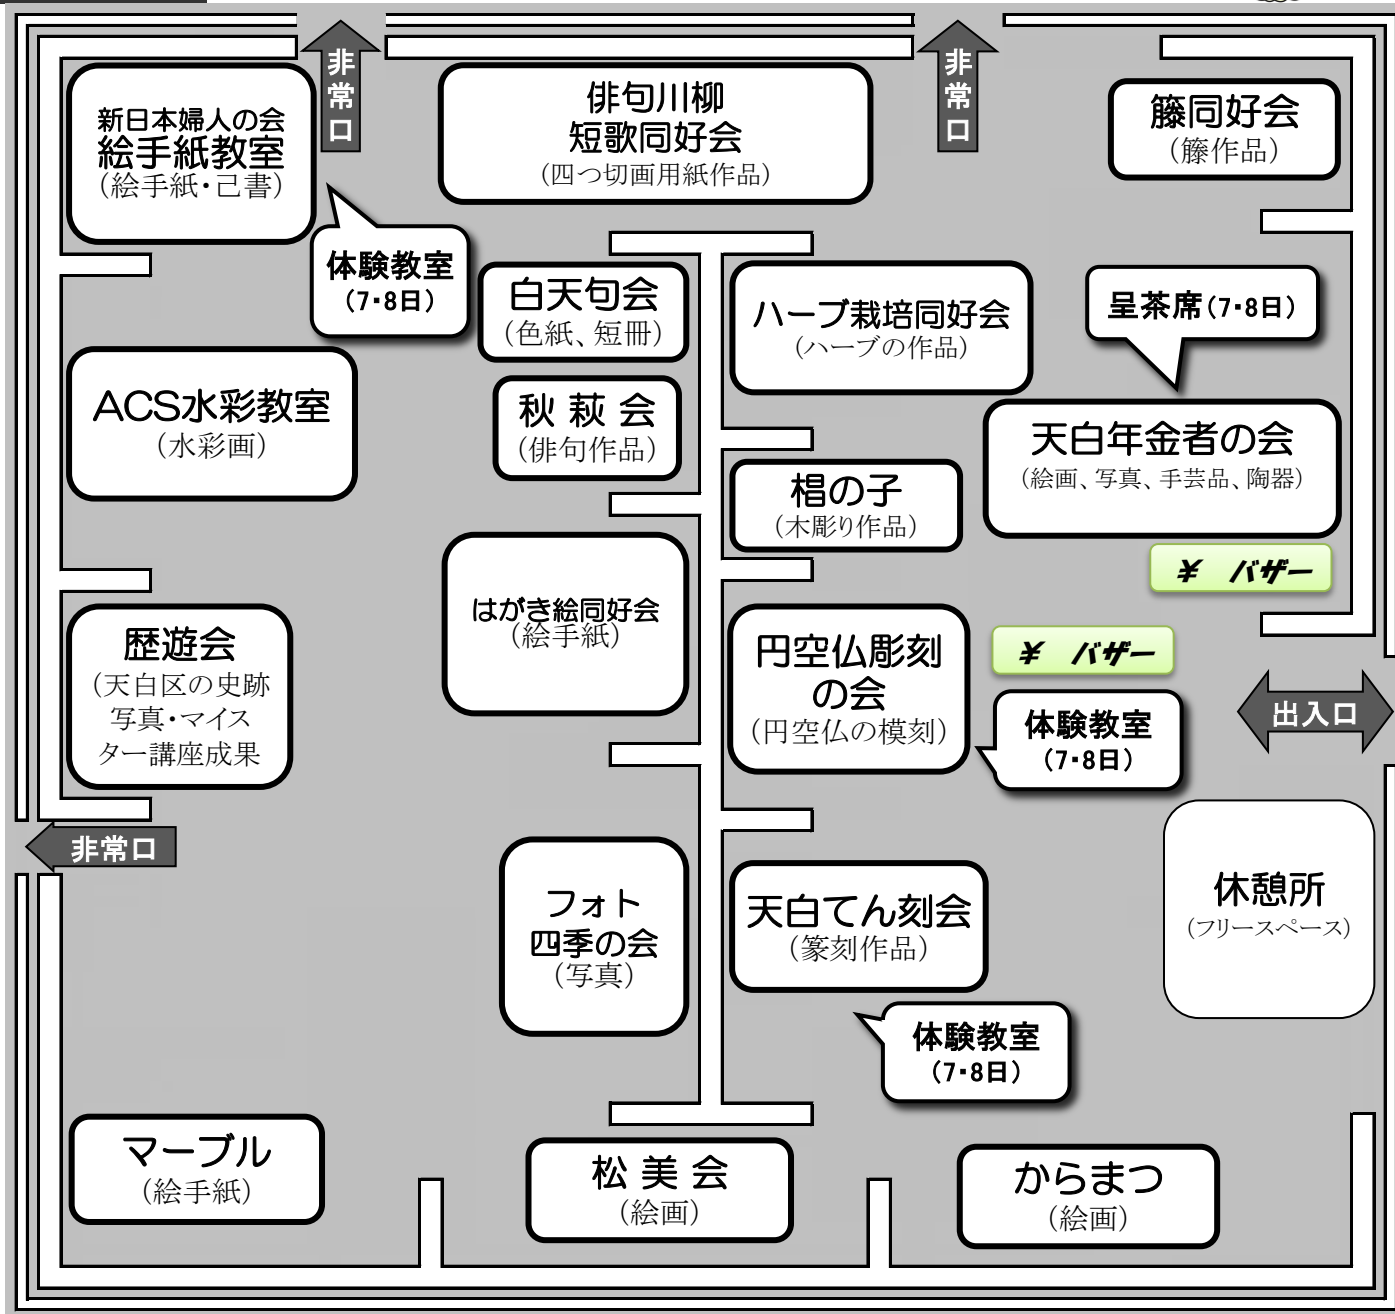 非常口
非常口
新日本婦人の会
絵手紙教室
(絵手紙・己書)
俳句川柳
短歌同好会
(四つ切画用紙作品)
籐同好会
(籐作品)
体験教室
(7・8日)
白天句会
(色紙、短冊)
ハーブ栽培同好会
(ハーブの作品)
呈茶席(7・8日)
ACS水彩教室
(水彩画)
秋萩会
(俳句作品)
天白年金者の会
(絵画、写真、手芸品、陶器)
椙の子
(木彫り作品)
¥ バザー
はがき絵同好会
(絵手紙)
歴遊会
(天白区の史跡
写真・マイス
ター講座成果
円空仏彫刻
の会
(円空仏の模刻)
¥ バザー
体験教室
(7・8日)
出入口
非常口
フォト
四季の会
(写真)
天白てん刻会
(篆刻作品)
休憩所
(フリースペース)
体験教室
(7・8日)
マーブル
(絵手紙)
松美会
(絵画)
からまつ
(絵画)